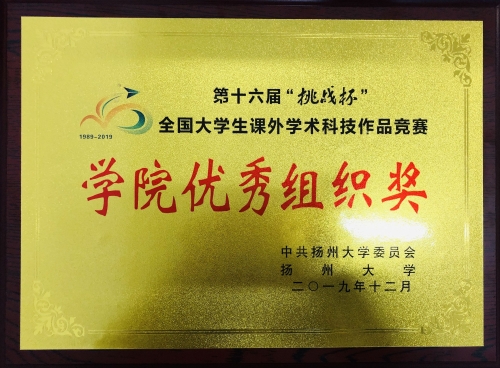 第十六届“挑战杯”
1989-2019
全国大学生课外学术科技作品竞赛
学院优秀组织奖
中共扬州大学委员会
扬州大学
二〇一九年十二月